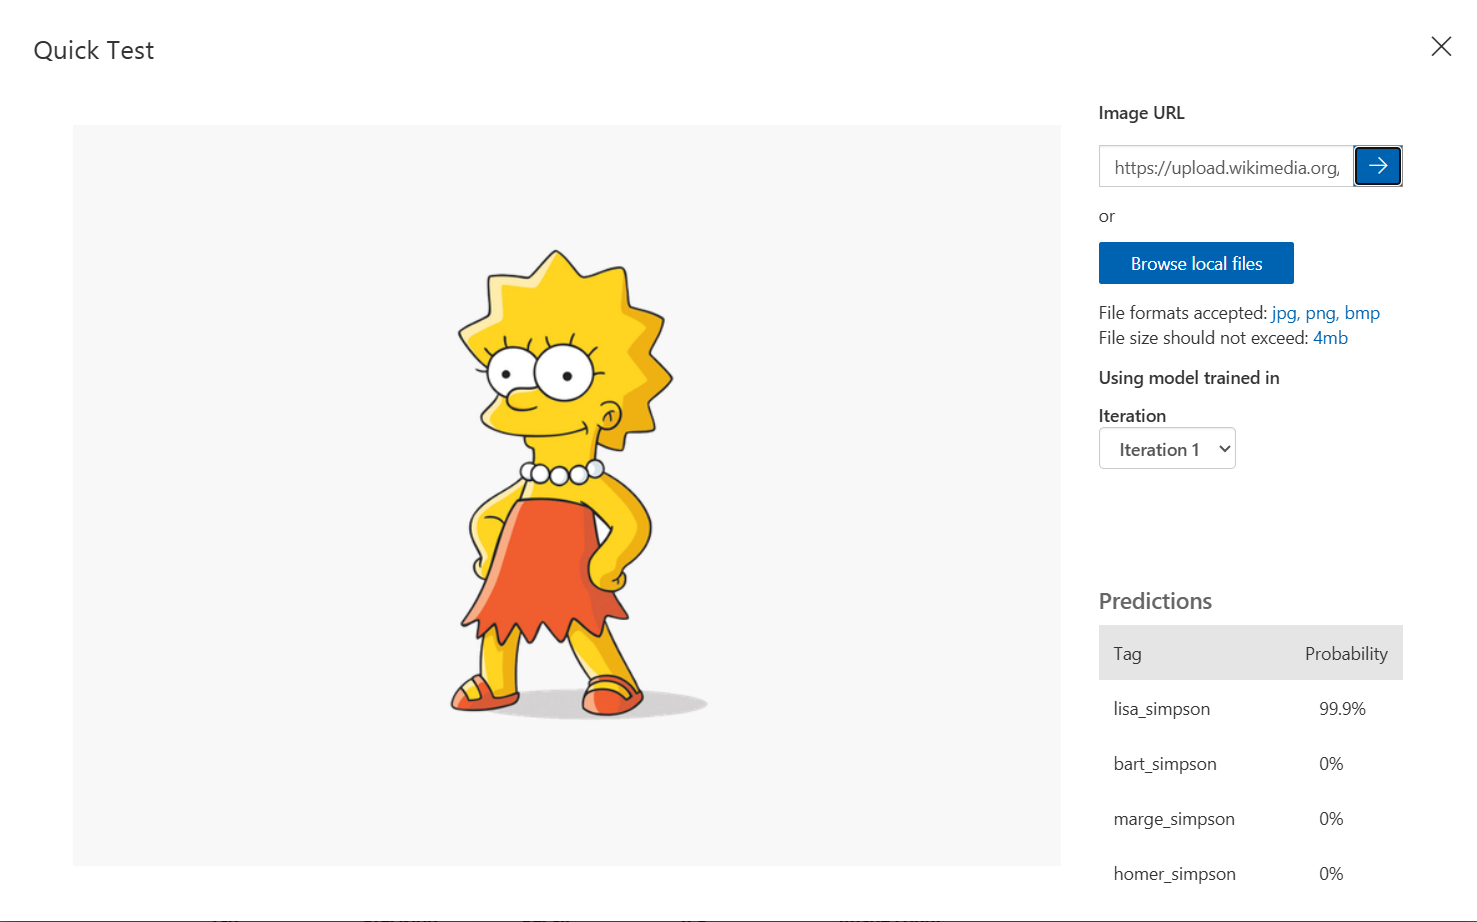 Quick Test
Image URL
https://upload.wikimedia.org,
or
Browse local files
File formats accepted: jpg, png, bmp
File size should not exceed: 4mb
Using model trained in
Iteration
Iteration 1
Predictions
Tag Probability
lisa_simpson 99.9%
bart_simpson 0%
marge_simpson 0%
homer_simpson 0%